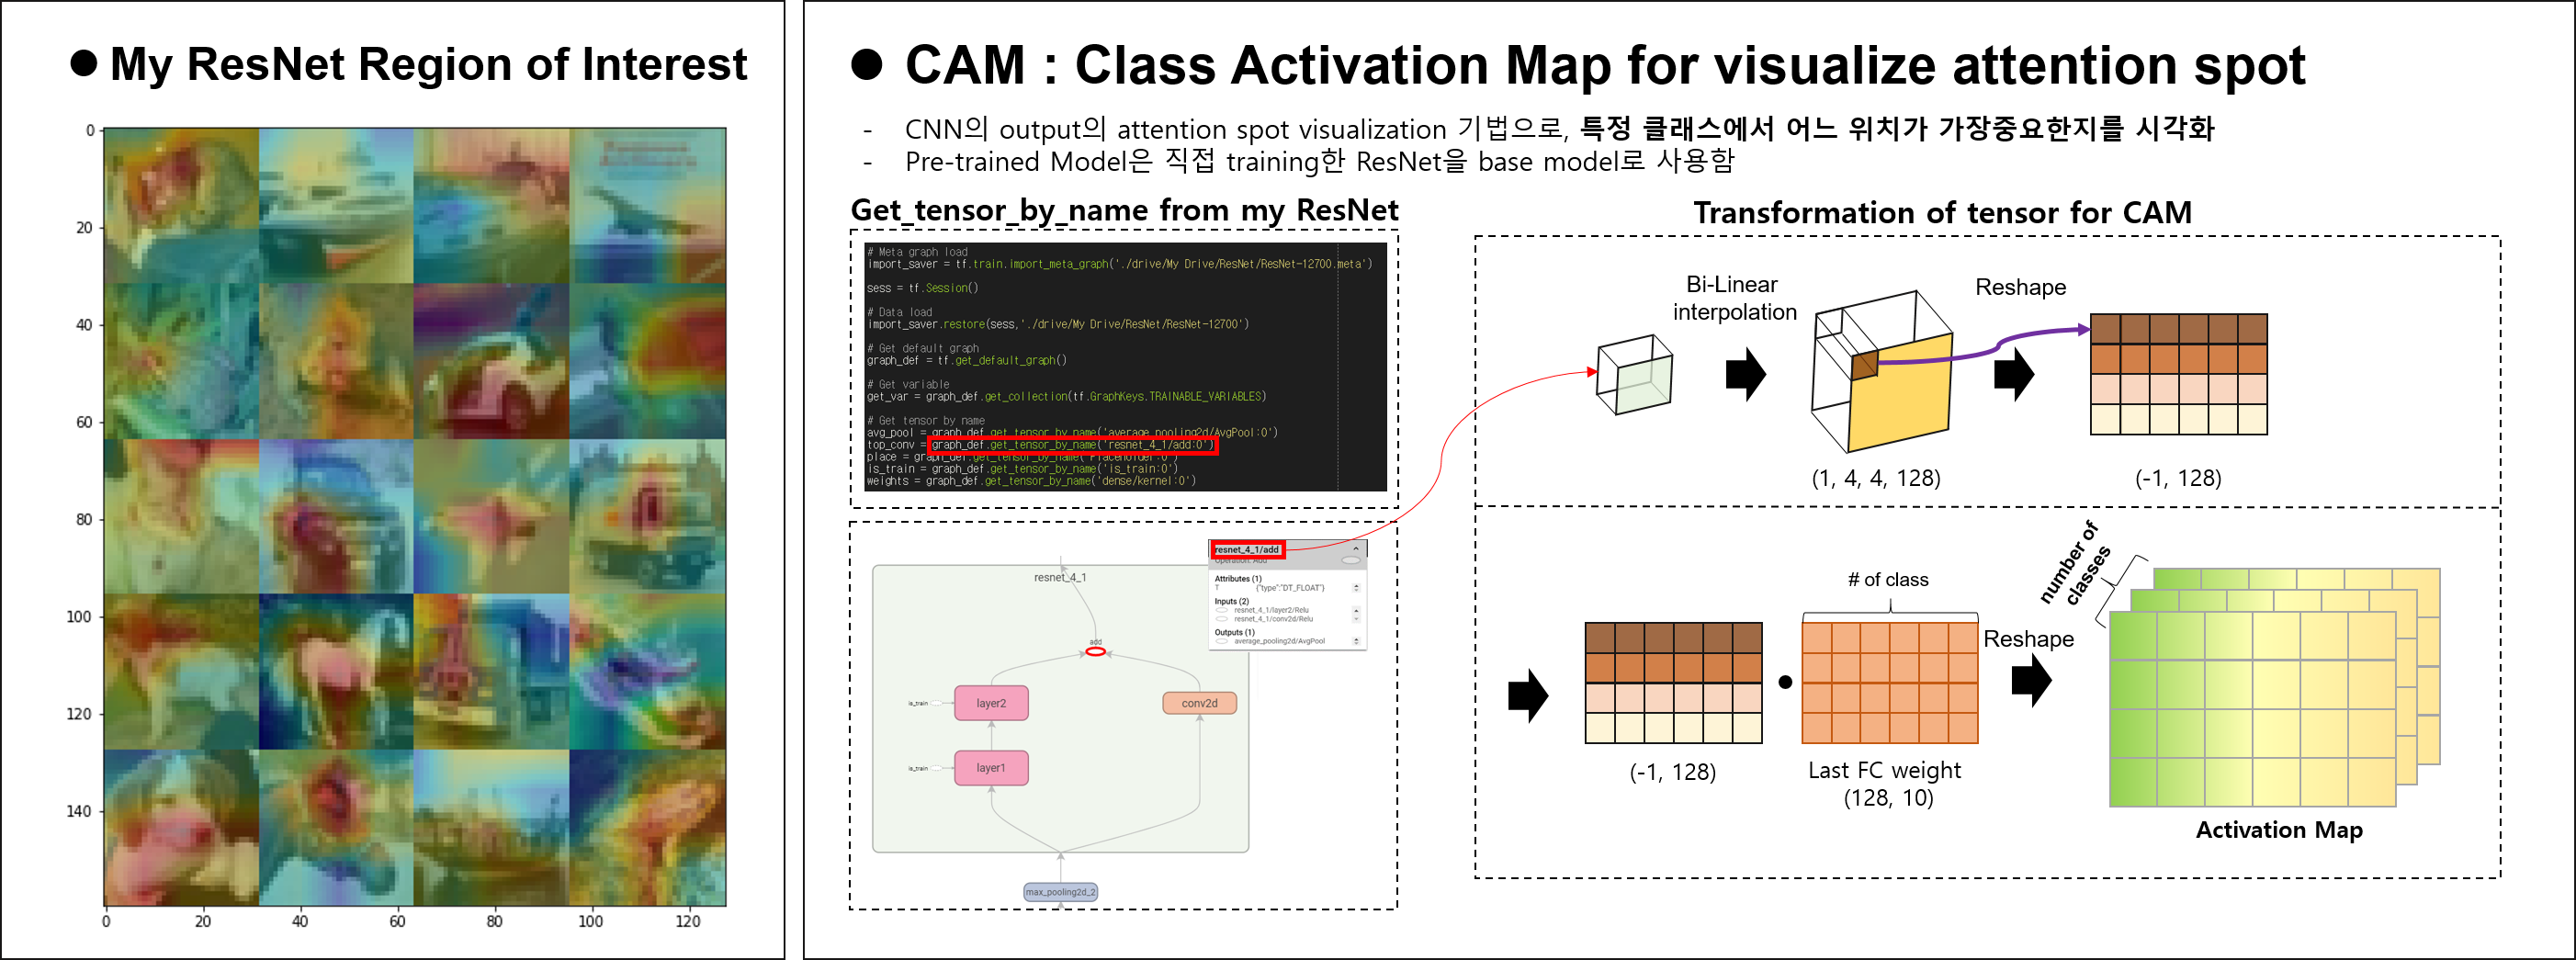 ● My ResNet Region of Interest
0
20
40
60
80
100
120
140
0 20 40 60 80 100 120
● CAM : Class Activation Map for visualize attention spot
- CNN의 output의 attention spot visualization 기법으로, 특정 클래스에서 어느 위치가 가장중요한지를 시각화
- Pre-trained Model은 직접 training한 ResNet을 base model로 사용함
Get_tensor_by_name from my ResNet
# Meta graph load
import_saver = tf.train.import_meta_graph('./drive/My Drive/ResNet/ResNet-12700.meta')
sess = tf.Session()
# Data load
import_saver.restore(sess,'./drive/My Drive/ResNet/ResNet-12700')
# Get default graph
graph_def = tf.get_default_graph()
# Get variable
get_var = graph_def.get_collection(tf.GraphKeys.TRAINABLE_VARIABLES)
# Get tensor by name
avg_pool = graph_def.get_tensor_by_name('average_pooling2d/AvgPool:0')
top_conv = graph_def.get_tensor_by_name('resnet_4_1/add:0')
place = graph_def.get_tensor_by_name('Placeholder:0')
is_train = graph_def.get_tensor_by_name('is_train:0')
weights = graph_def.get_tensor_by_name('dense/kernel:0')
resnet_4_1/add
Operation: Add
Attributes (1)
T {"type":"DT_FLOAT"}
Inputs (2)
resnet_4_1/layer2/Relu
resnet_4_1/conv2d/Relu
Outputs (1)
average_pooling2d/AvgPool
resnet_4_1
add
is_train
layer2
conv2d
is_train
layer1
max_pooling2d_2
Transformation of tensor for CAM
Bi-Linear
interpolation
Reshape
(1, 4, 4, 128)
(-1, 128)
# of class
Reshape
number of
classes
(-1, 128)
Last FC weight
(128, 10)
Activation Map